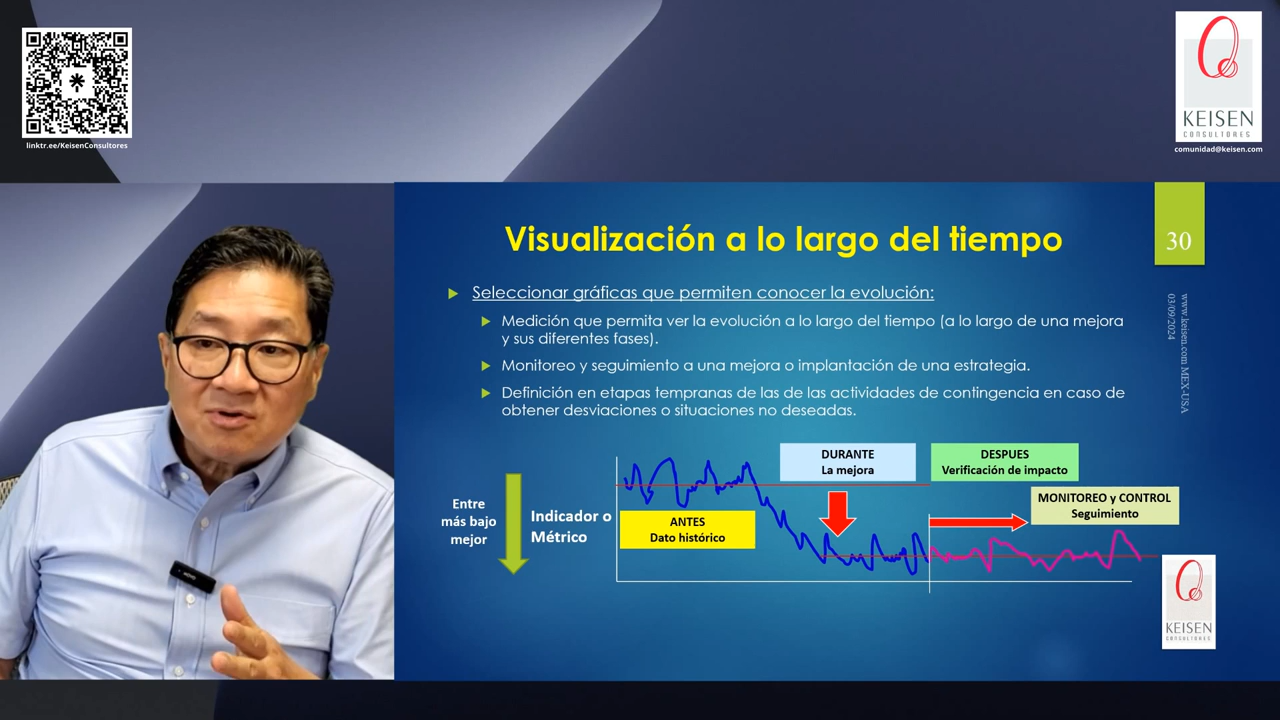 linktr.ee/KeisenConsultores
KEISEN
CONSULTORES
comunidad@keisen.com
Visualización a lo largo del tiempo
30
Seleccionar gráficas que permiten conocer la evolución:
Medición que permita ver la evolución a lo largo del tiempo (a lo largo de una mejora
y sus diferentes fases).
Monitoreo y seguimiento a una mejora o implantación de una estrategia.
Definición en etapas tempranas de las de las actividades de contingencia en caso de
obtener desviaciones o situaciones no deseadas.
www.keisen.com MEX-USA
03/09/2024
Entre
más bajo
mejor
Indicador o
Métrico
ANTES
Dato histórico
DURANTE
La mejora
DESPUES
Verificación de impacto
MONITOREO y CONTROL
Seguimiento
KEISEN
CONSULTORES